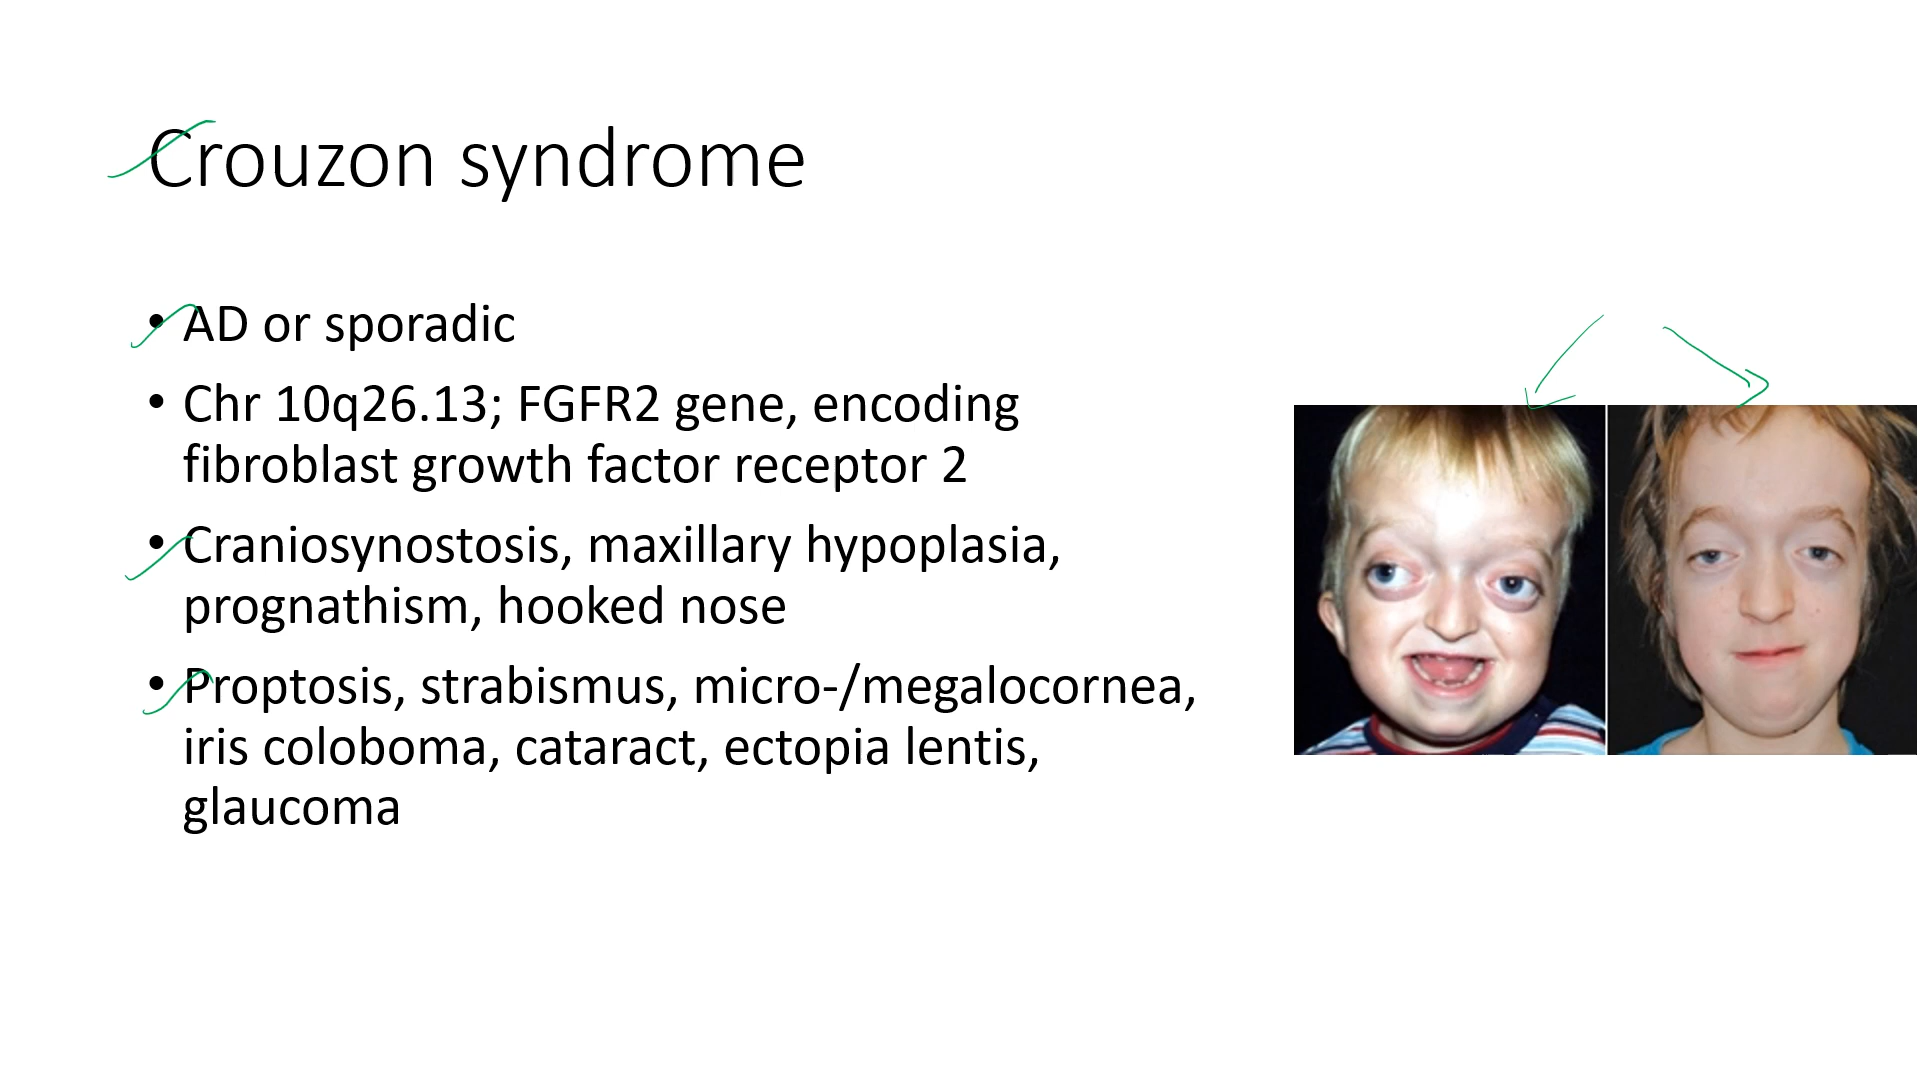 Crouzon syndrome
• AD or sporadic
• Chr 10q26.13; FGFR2 gene, encoding
fibroblast growth factor receptor 2
• Craniosynostosis, maxillary hypoplasia,
prognathism, hooked nose
• Proptosis, strabismus, micro-/megalocornea,
iris coloboma, cataract, ectopia lentis,
glaucoma